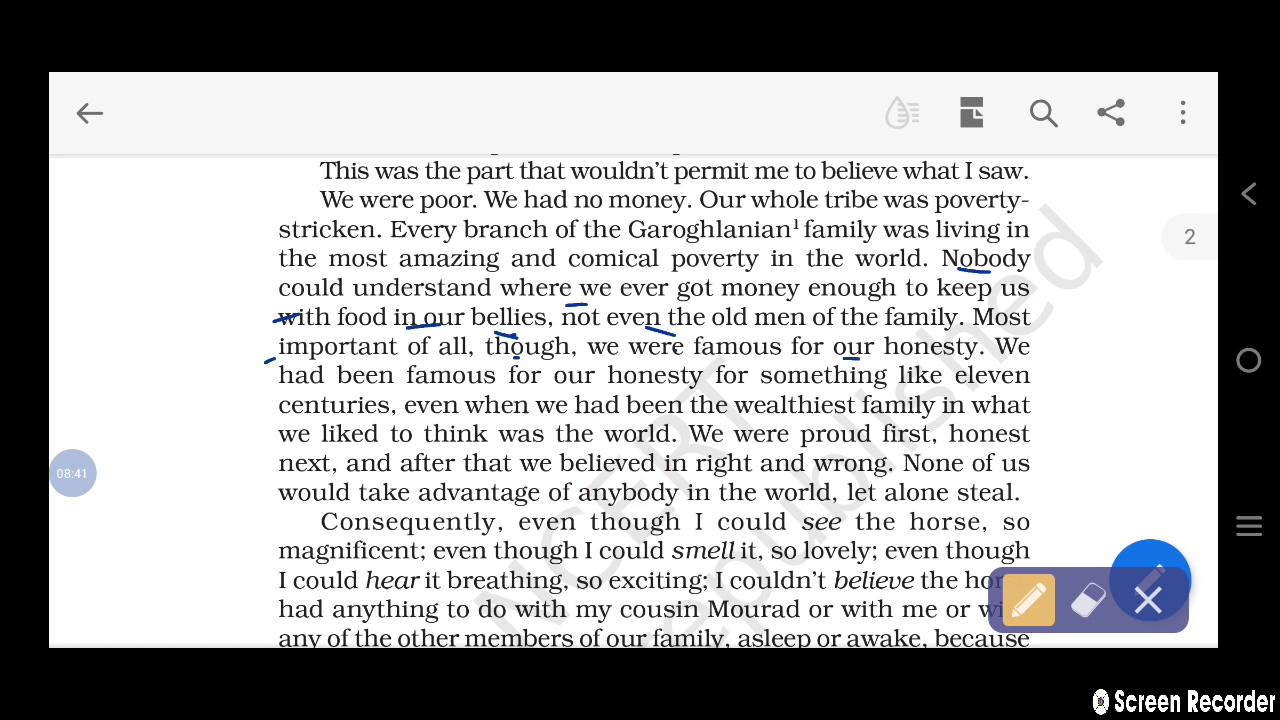 This was the part that wouldn't permit me to believe what I saw.
2
We were poor. We had no money. Our whole tribe was poverty-
stricken. Every branch of the Garoghlanian¹ family was living in
the most amazing and comical poverty in the world. Nobody
could understand where we ever got money enough to keep us
with food in our bellies, not even the old men of the family. Most
important of all, though, we were famous for our honesty. We
had been famous for our honesty for something like eleven
centuries, even when we had been the wealthiest family in what
we liked to think was the world. We were proud first, honest
next, and after that we believed in right and wrong. None of us
would take advantage of anybody in the world, let alone steal.
08:41
Consequently, even though I could see the horse, so
magnificent; even though I could smell it, so lovely; even though
I could hear it breathing, so exciting; I couldn't believe the
had anything to do with my cousin Mourad or with me or
any of the other members of our family, asleep or awake, because
NCERT
republished
Screen Recorder